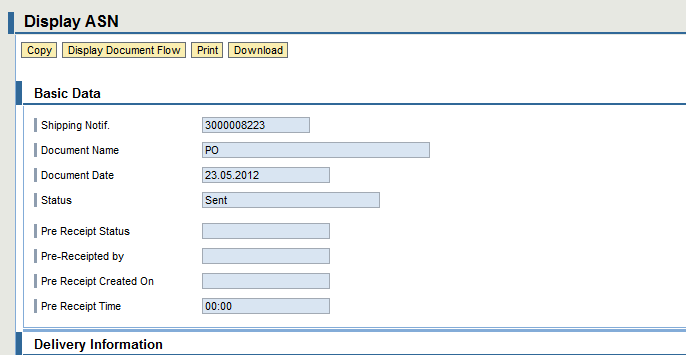 Display ASN
Copy Display Document Flow Print Download
Basic Data
Shipping Notif. 3000008223
Document Name PO
Document Date 23.05.2012
Status Sent
Pre Receipt Status
Pre-Receipted by
Pre Receipt Created On
Pre Receipt Time 00:00
Delivery Information